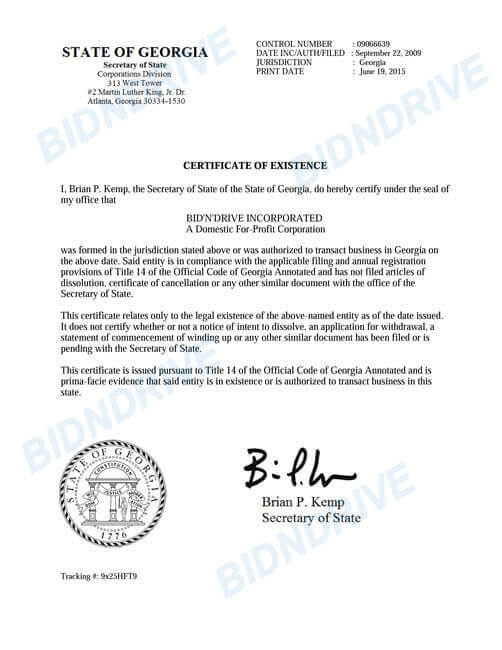 STATE OF GEORGIA
Secretary of State
Corporations Division
313 West Tower
#2 Martin Luther King, Jr. Dr.
Atlanta, Georgia 30334-1530
CONTROL NUMBER : 09066639
DATE INC/AUTH/FILED : September 22, 2009
JURISDICTION : Georgia
PRINT DATE : June 19, 2015
BIDNDRIVE
BIDNDRIVE
CERTIFICATE OF EXISTENCE
I, Brian P. Kemp, the Secretary of State of the State of Georgia, do hereby certify under the seal of
my office that
BID'N'DRIVE INCORPORATED
A Domestic For-Profit Corporation
was formed in the jurisdiction stated above or was authorized to transact business in Georgia on
the above date. Said entity is in compliance with the applicable filing and annual registration
provisions of Title 14 of the Official Code of Georgia Annotated and has not filed articles of
dissolution, certificate of cancellation or any other similar document with the office of the
Secretary of State.
This certificate relates only to the legal existence of the above-named entity as of the date issued.
It does not certify whether or not a notice of intent to dissolve, an application for withdrawal, a
statement of commencement of winding up or any other similar document has been filed or is
pending with the Secretary of State.
This certificate is issued pursuant to Title 14 of the Official Code of Georgia Annotated and is
prima-facie evidence that said entity is in existence or is authorized to transact business in this
state.
BIDNDRIVE
BIDNDRIVE
STATE OF GEORGIA
CONSTITUTION
JUSTICE
1776
Brian P. Kemp
Secretary of State
Tracking #: 9x25HFT9